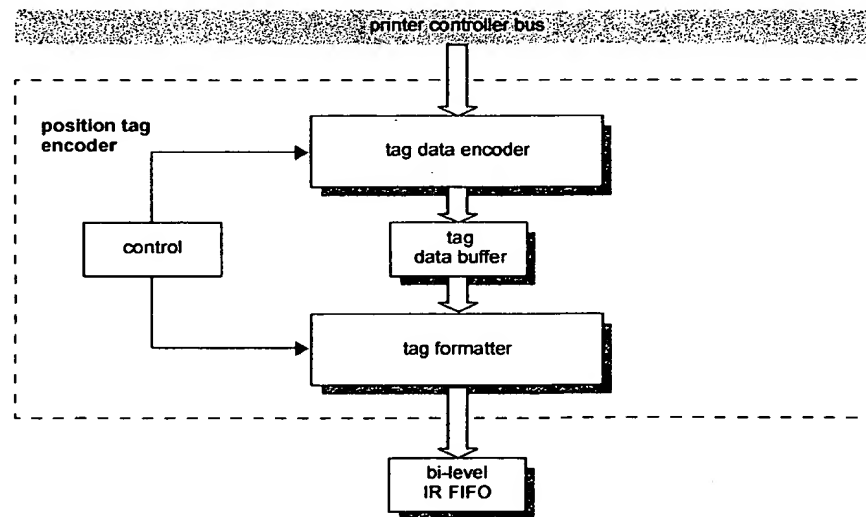 printer controller bus
position tag
encoder
tag data encoder
control
tag
data buffer
tag formatter
bi-level
IR FIFO